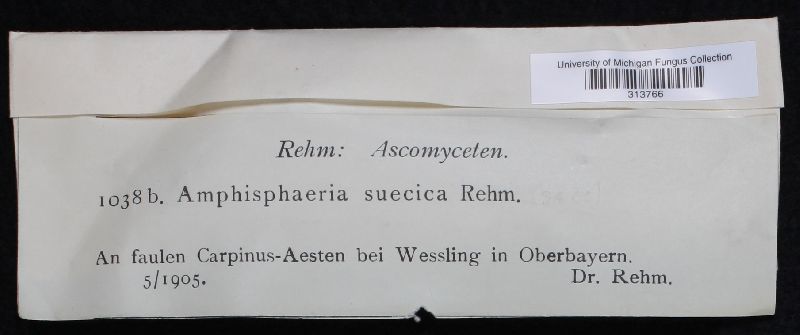 University of Michigan Fungus Collection
313766
Rehm: Ascomyceten.
1038 b. Amphisphaeria suecica Rehm.
An faulen Carpinus-Aesten bei Wessling in Oberbayern.
5/1905. Dr. Rehm.